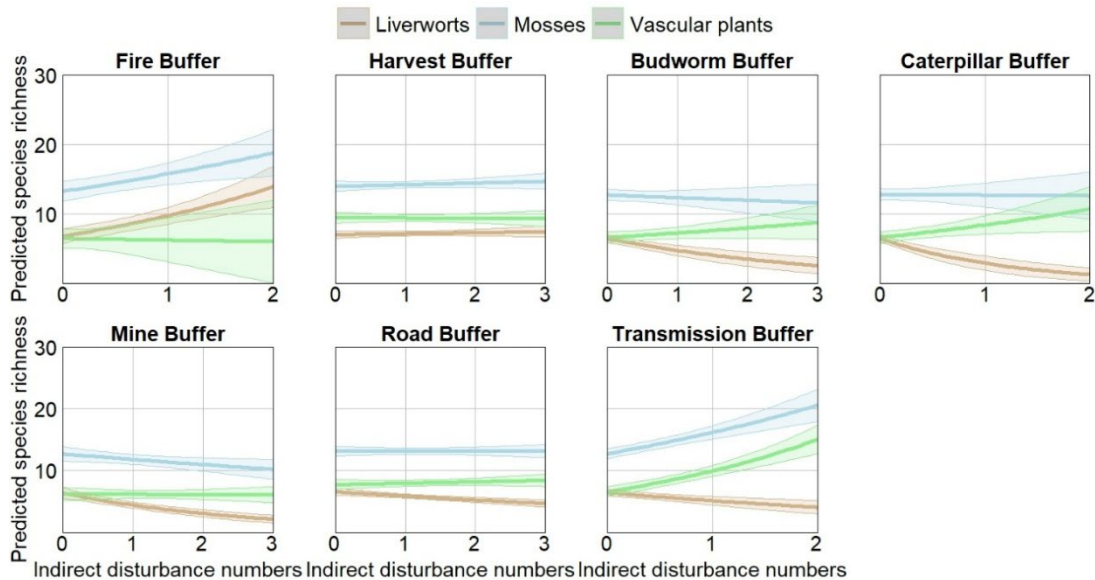 Liverworts Mosses Vascular plants
Fire Buffer Harvest Buffer Budworm Buffer Caterpillar Buffer
Predicted species richness
30
20
10
0 1 2 0 1 2 3 0 1 2 3 0 1 2
Mine Buffer Road Buffer Transmission Buffer
Predicted species richness
30
20
10
0 1 2 3 0 1 2 3 0 1 2
Indirect disturbance numbers Indirect disturbance numbers Indirect disturbance numbers